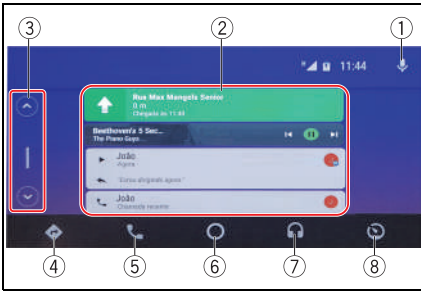 ③ ② ①
11:44
Rua Max Mangels Senior
0 m
Chegada às 11:44
Beethoven's 5 Sec...
The Piano Guys
João
Agora
"Estou dirigindo agora"
João
Chamada recente
④ ⑤ ⑥ ⑦ ⑧